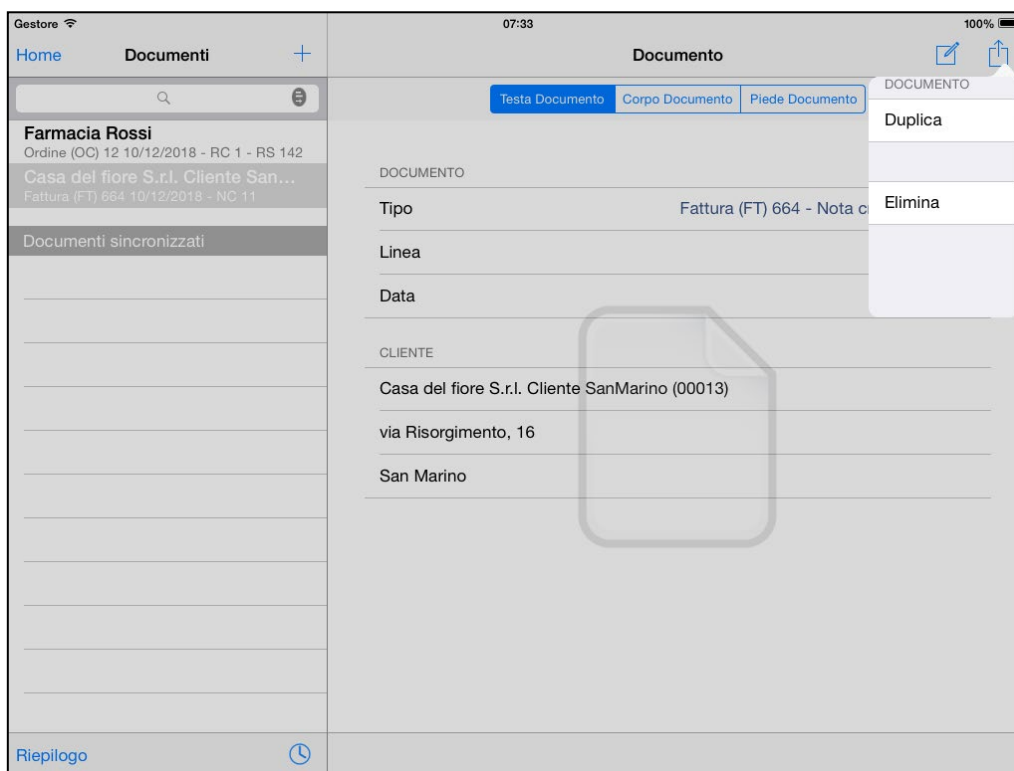 Gestore 07:33 100%
Home Documenti + Documento
Testa Documento Corpo Documento Piede Documento
Farmacia Rossi
Ordine (OC) 12 10/12/2018 - RC 1 - RS 142
Casa del fiore S.r.l. Cliente San...
Fattura (FT) 664 10/12/2018 - NC 11
Documenti sincronizzati
DOCUMENTO
Tipo Fattura (FT) 664 - Nota
Linea
Data
CLIENTE
Casa del fiore S.r.l. Cliente SanMarino (00013)
via Risorgimento, 16
San Marino
DOCUMENTO
Duplica
Elimina
Riepilogo